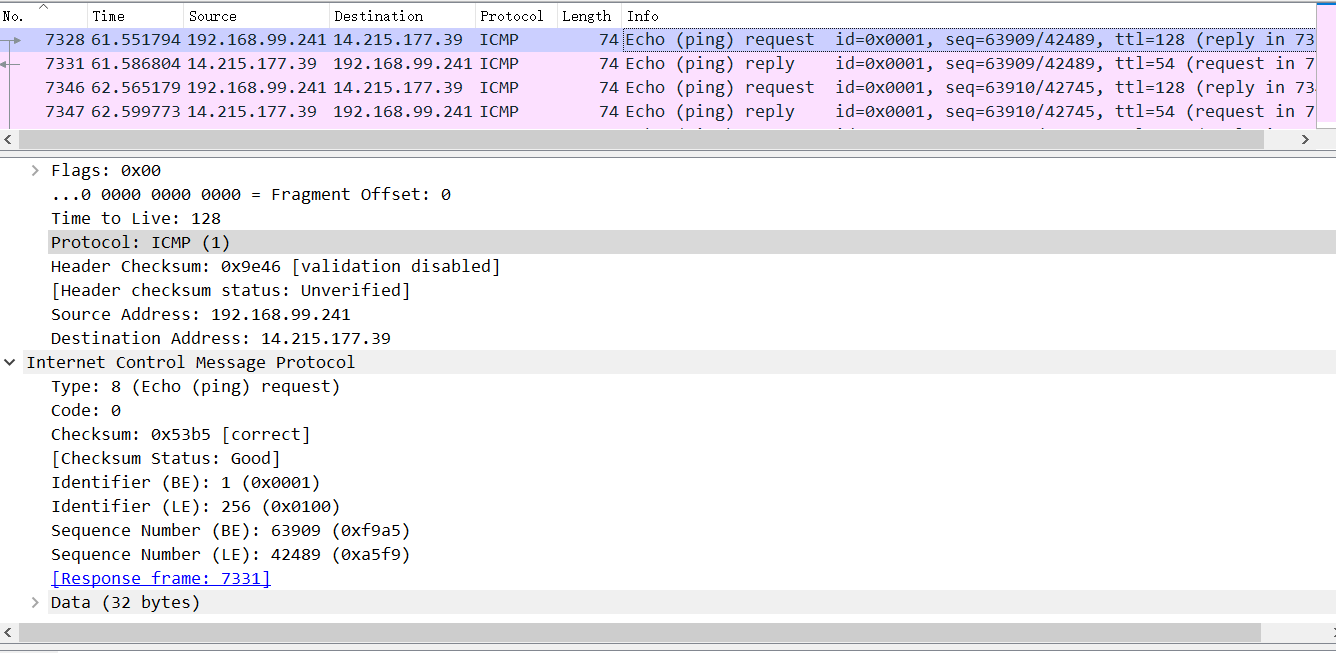 No. Time Source Destination Protocol Length Info
7328 61.551794 192.168.99.241 14.215.177.39 ICMP 74 Echo (ping) request id=0x0001, seq=63909/42489, ttl=128 (reply in 73
7331 61.586804 14.215.177.39 192.168.99.241 ICMP 74 Echo (ping) reply id=0x0001, seq=63909/42489, ttl=54 (request in 7
7346 62.565179 192.168.99.241 14.215.177.39 ICMP 74 Echo (ping) request id=0x0001, seq=63910/42745, ttl=128 (reply in 73
7347 62.599773 14.215.177.39 192.168.99.241 ICMP 74 Echo (ping) reply id=0x0001, seq=63910/42745, ttl=54 (request in 7
Flags: 0x00
...0 0000 0000 0000 = Fragment Offset: 0
Time to Live: 128
Protocol: ICMP (1)
Header Checksum: 0x9e46 [validation disabled]
[Header checksum status: Unverified]
Source Address: 192.168.99.241
Destination Address: 14.215.177.39
Internet Control Message Protocol
Type: 8 (Echo (ping) request)
Code: 0
Checksum: 0x53b5 [correct]
[Checksum Status: Good]
Identifier (BE): 1 (0x0001)
Identifier (LE): 256 (0x0100)
Sequence Number (BE): 63909 (0xf9a5)
Sequence Number (LE): 42489 (0xa5f9)
[Response frame: 7331]
Data (32 bytes)